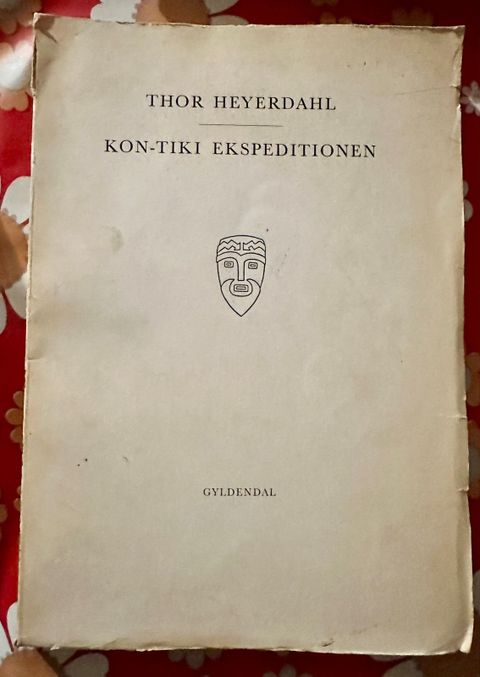 THOR HEYERDAHL
KON-TIKI EKSPEDITIONEN
GYLDENDAL